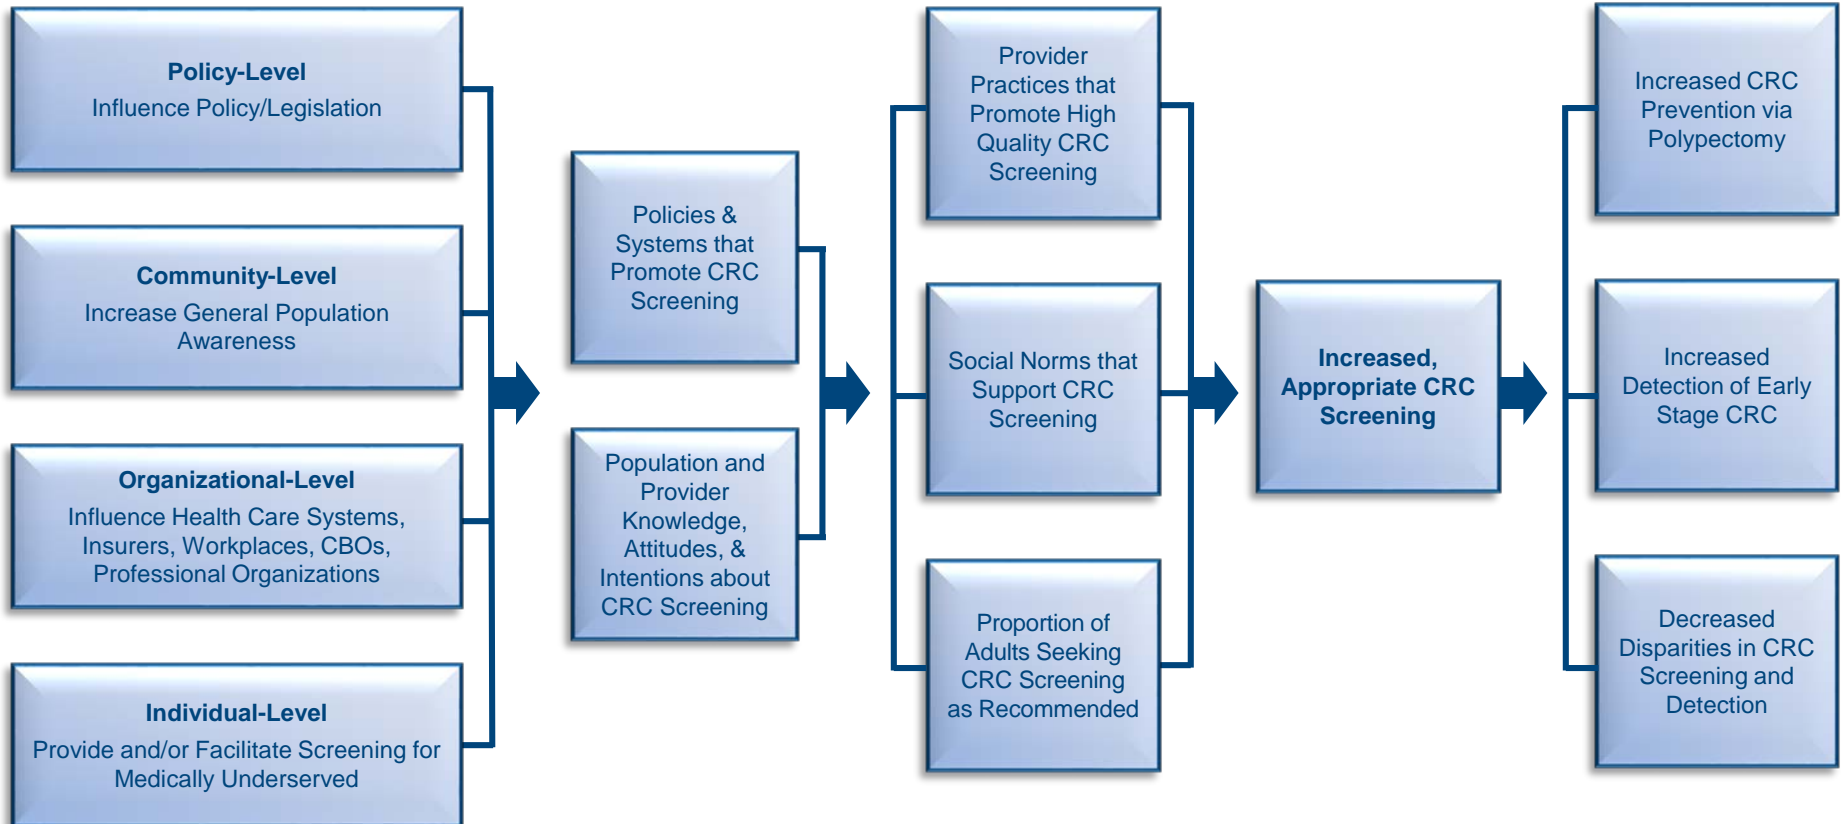 Policy-Level
Influence Policy/Legislation
Community-Level
Increase General Population
Awareness
Organizational-Level
Influence Health Care Systems,
Insurers, Workplaces, CBOs,
Professional Organizations
Individual-Level
Provide and/or Facilitate Screening for
Medically Underserved
Policies &
Systems that
Promote CRC
Screening
Population and
Provider
Knowledge,
Attitudes, &
Intentions about
CRC Screening
Provider
Practices that
Promote High
Quality CRC
Screening
Social Norms that
Support CRC
Screening
Proportion of
Adults Seeking
CRC Screening
as Recommended
Increased,
Appropriate CRC
Screening
Increased CRC
Prevention via
Polypectomy
Increased
Detection of Early
Stage CRC
Decreased
Disparities in CRC
Screening and
Detection